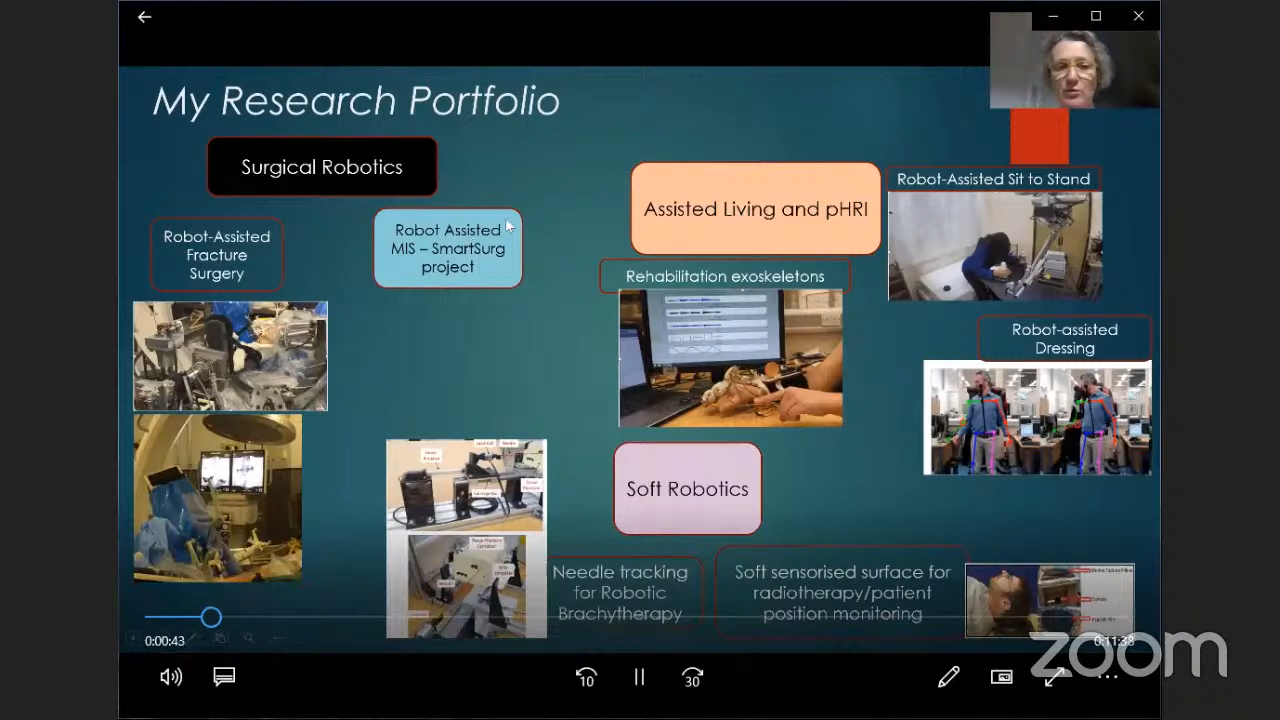 My Research Portfolio
Surgical Robotics
Robot-Assisted
Fracture
Surgery
Robot Assisted
MIS – SmartSurg
project
Assisted Living and pHRI
Rehabilitation exoskeletons
Robot-Assisted Sit to Stand
Robot-assisted
Dressing
Soft Robotics
Needle tracking
for Robotic
Brachytherapy
Soft sensorised surface for
radiotherapy/patient
position monitoring
0:00:43
0:11:38
10
30
zoom